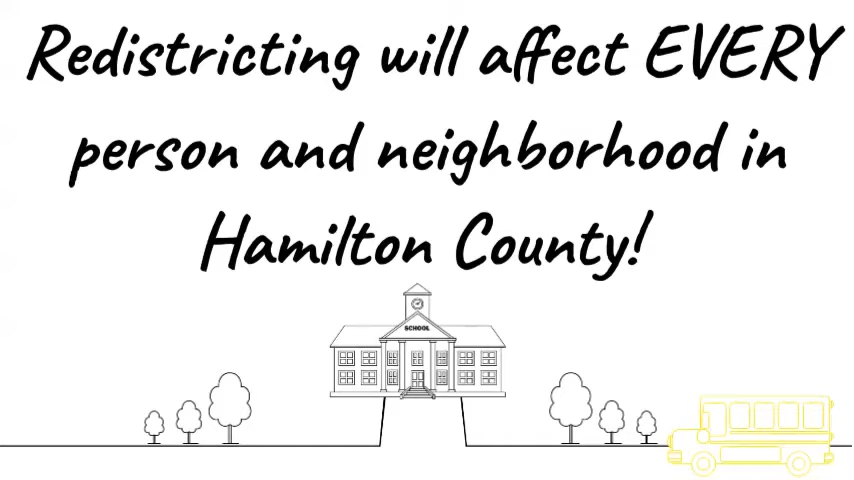 Redistricting will affect EVERY
person and neighborhood in
Hamilton County!
SCHOOL